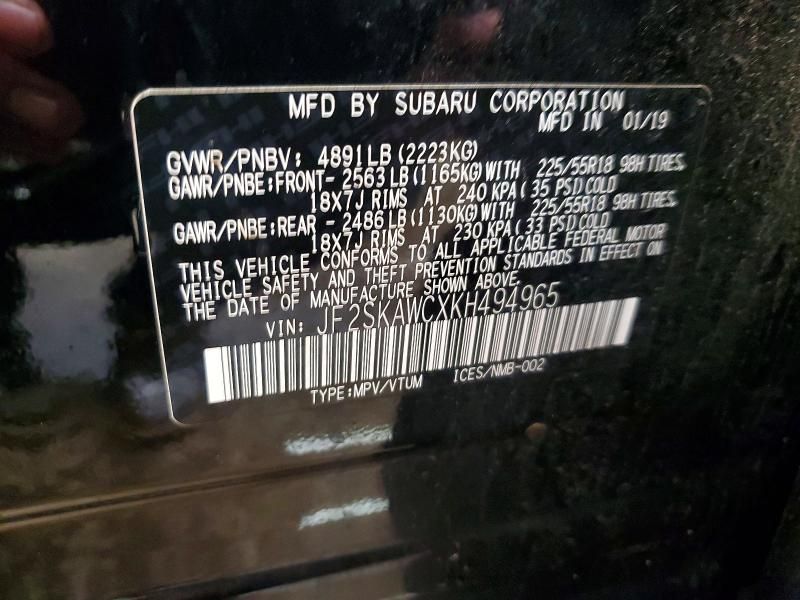 MFD BY SUBARU CORPORATION
MFD IN 01/19
GVWR/PNBV: 4891LB(2223KG)
GAWR/PNBE:FRONT- 2563LB(1165KG)WITH 225/55R18 98H TIRES,
18X7J RIMS AT 240 KPA(35 PSI)COLD
GAWR/PNBE:REAR - 2486LB(1130KG)WITH 225/55R18 98H TIRES,
18X7J RIMS AT 230 KPA(33 PSI)COLD
THIS VEHICLE CONFORMS TO ALL APPLICABLE FEDERAL MOTOR
VEHICLE SAFETY AND THEFT PREVENTION STANDARDS IN EFFECT ON
THE DATE OF MANUFACTURE SHOWN ABOVE.
VIN: JF2SKAWCXKH494965
TYPE:MPV/VTUM ICES/NMB-002